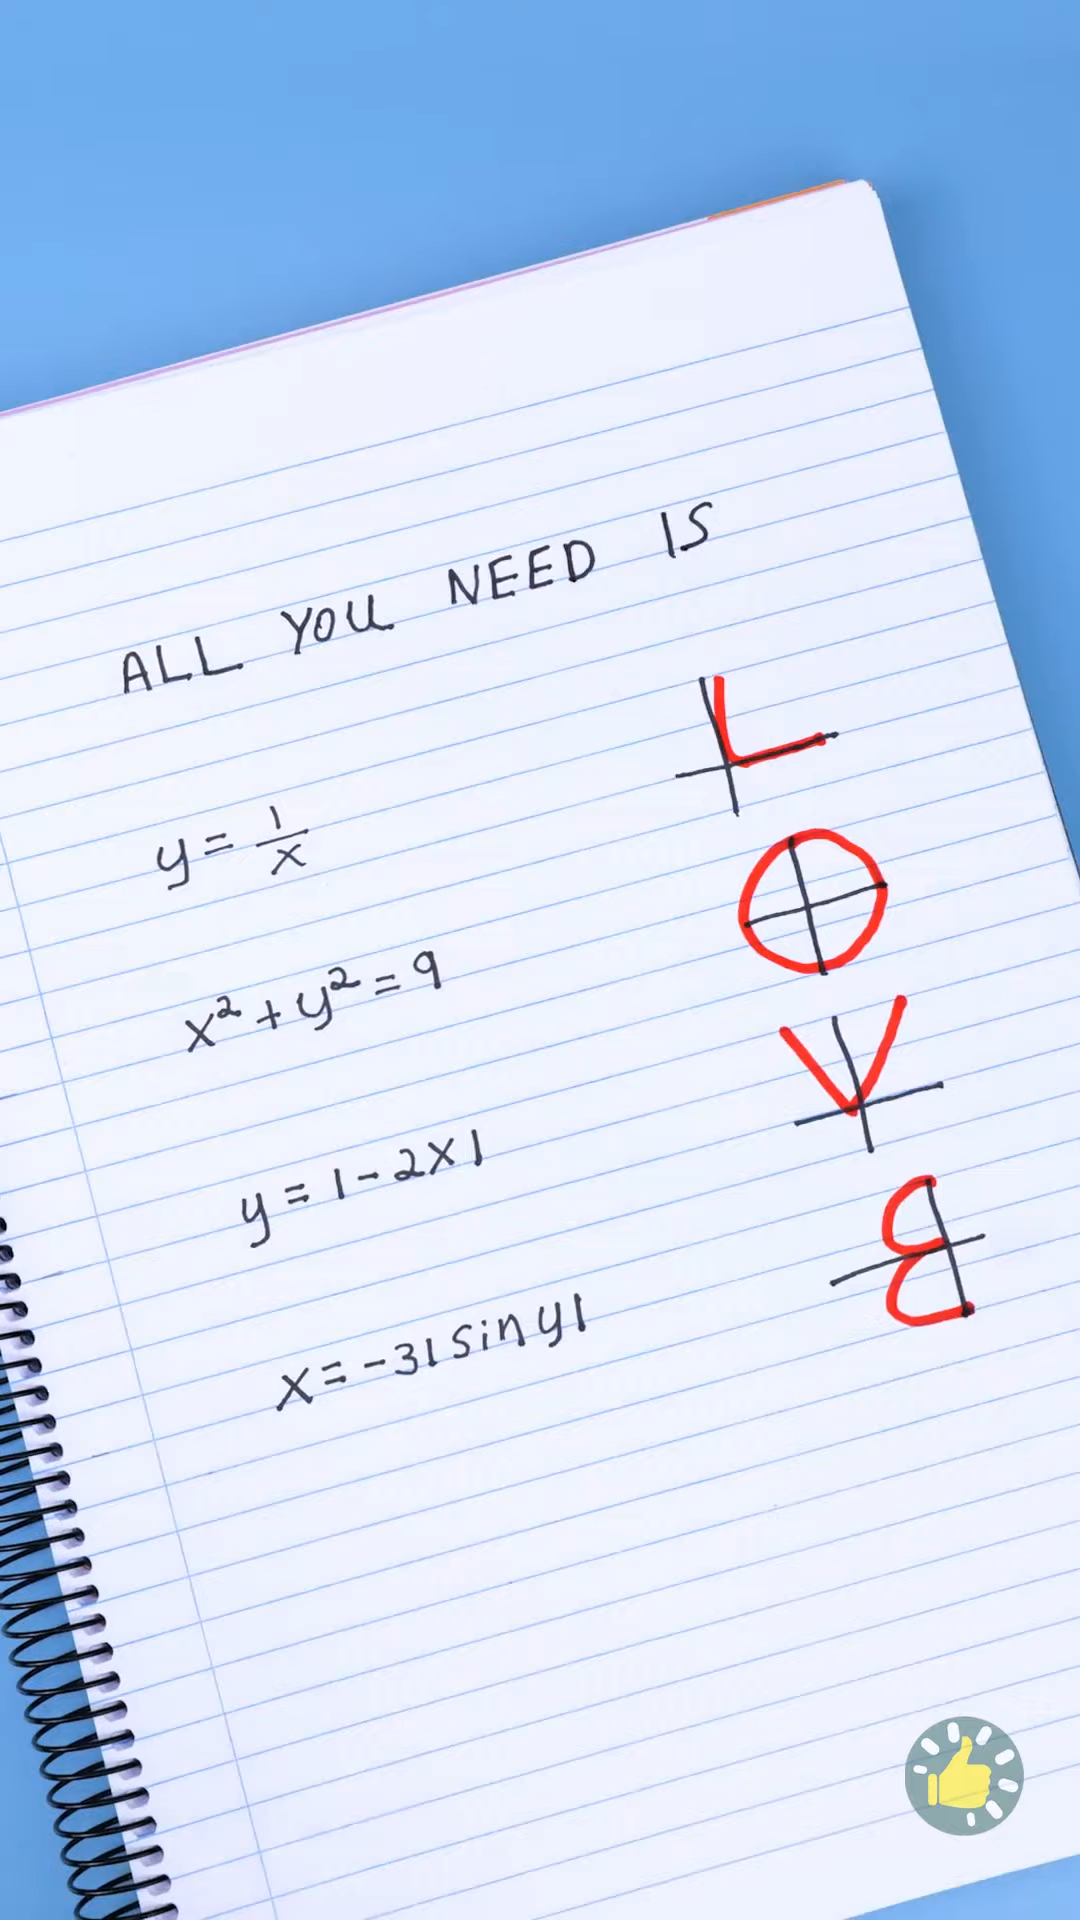 ALL YOU NEED IS
y = 1/x
x² + y² = 9
y = |-2x|
x = -3|sin y|